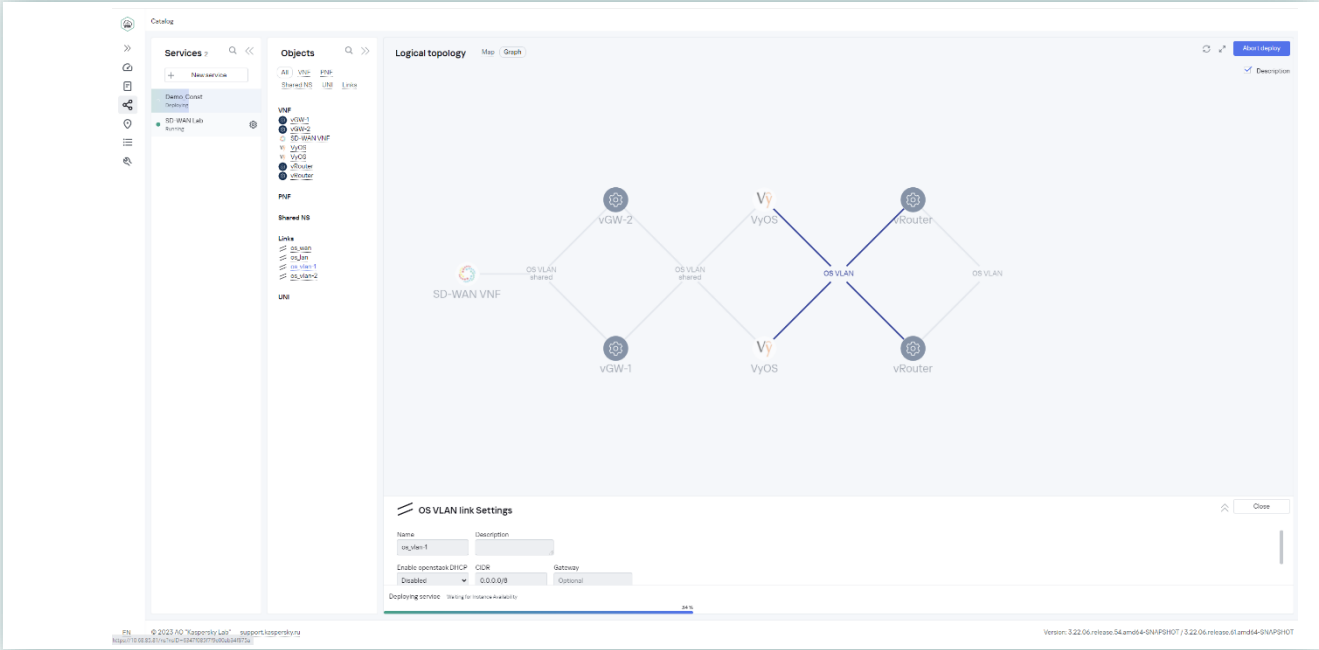 Catalog
Services 2
New service
Demo_Const
Deploying
SD-WAN Lab
Running
Objects
All VNF PNF
Shared NS UNI Links
VNF
vGW-1
vGW-2
SD-WAN VNF
VyOS
VyOS
vRouter
vRouter
PNF
Shared NS
Links
os_wan
os_lan
os_vlan-1
os_vlan-2
UNI
Logical topology Map Graph
Abort deploy
Description
vGW-2
Vy
VyOS
vRouter
SD-WAN VNF
OS VLAN
shared
OS VLAN
shared
OS VLAN
OS VLAN
vGW-1
Vy
VyOS
vRouter
OS VLAN link Settings
Close
Name Description
os_vlan-1
Enable openstack DHCP CIDR Gateway
Disabled 0.0.0.0/8 Optional
Deploying service Waiting for Instance Availability
34 %
EN © 2023 AO "Kaspersky Lab" support.kaspersky.ru
Version: 3.22.06.release.54.amd64-SNAPSHOT / 3.22.06.release.61.amd64-SNAPSHOT